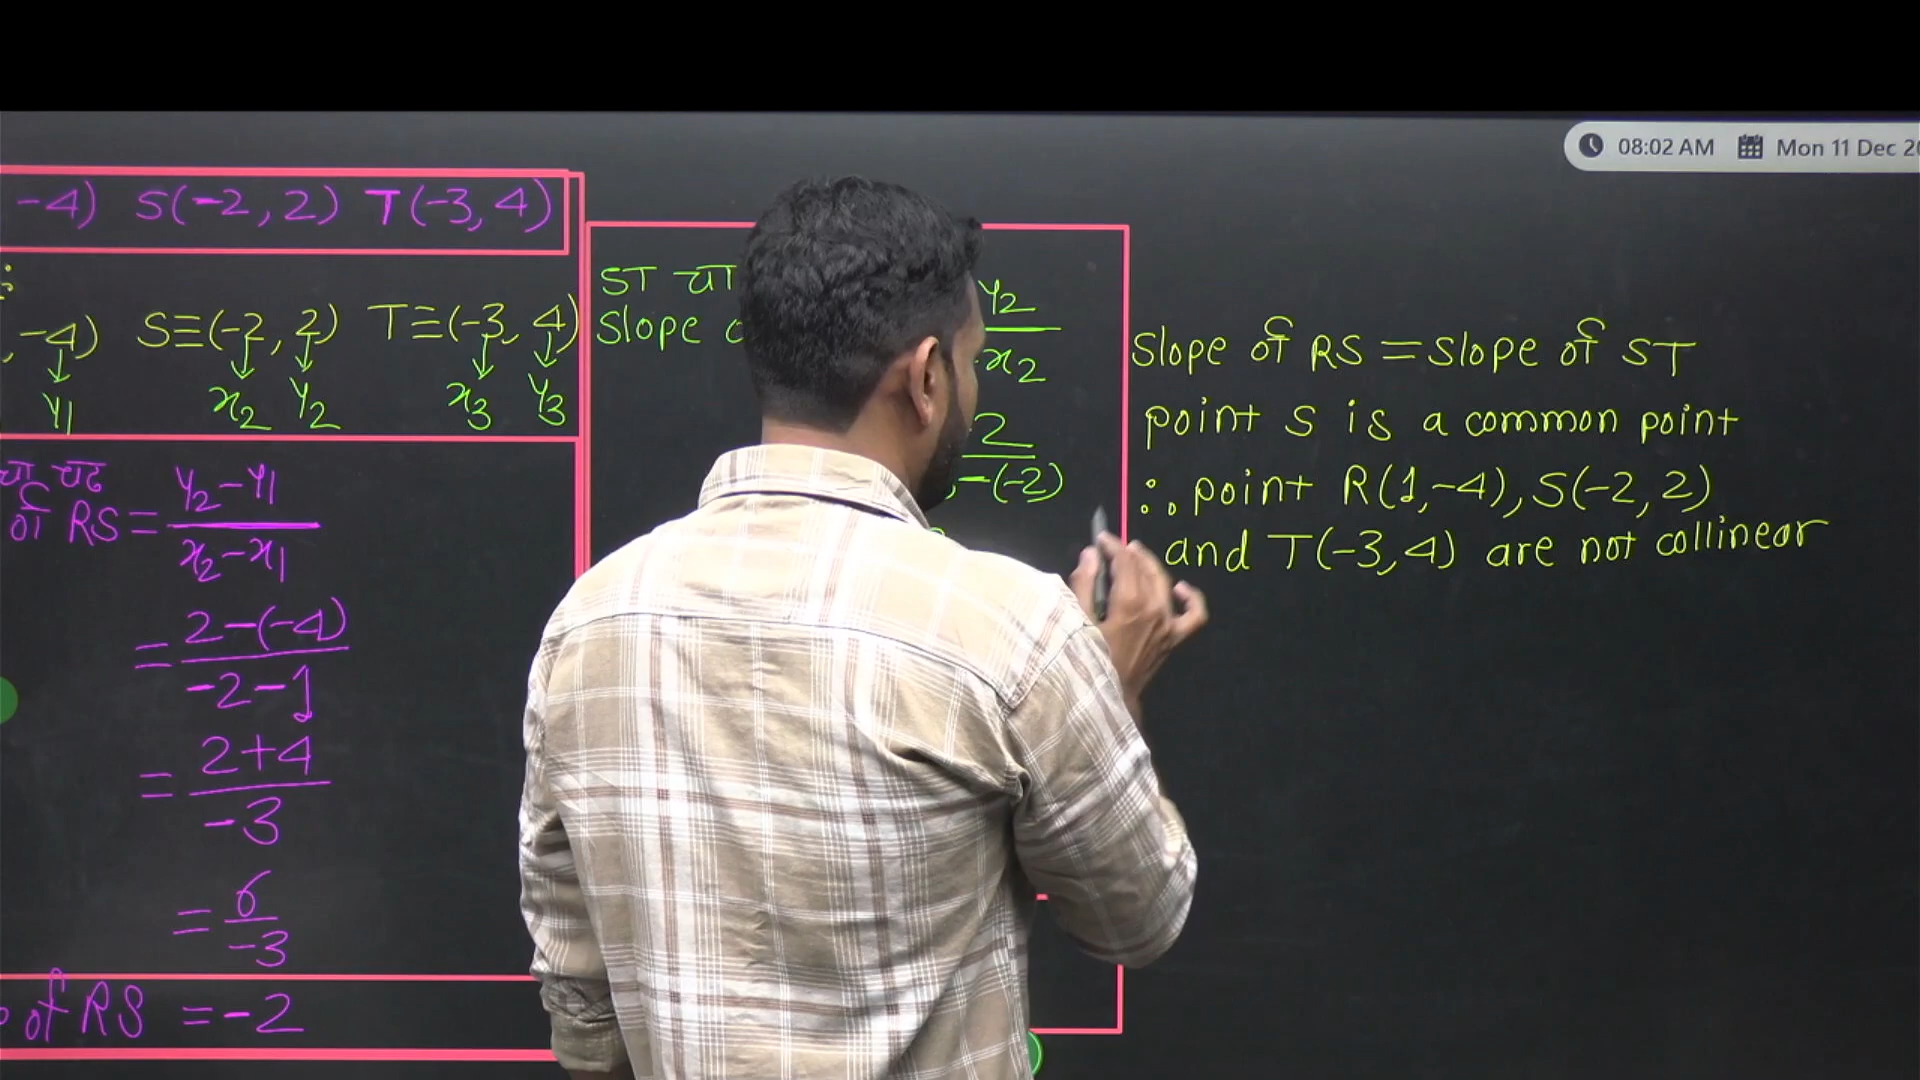 08:02 AM Mon 11 Dec
-4) S(-2, 2) T(-3, 4)
, -4) S≡(-2, 2) T≡(-3, 4)
y1 x2 y2 x3 y3
चा चढ
of RS = y2-y1
x2-x1
= 2-(-4)
-2-1
= 2+4
-3
= 6
-3
of RS = -2
ST चा
Slope
y2
x2
2
-(-2)
Slope of RS = slope of ST
point S is a common point
∴ point R(1,-4), S(-2, 2)
and T(-3, 4) are not collinear